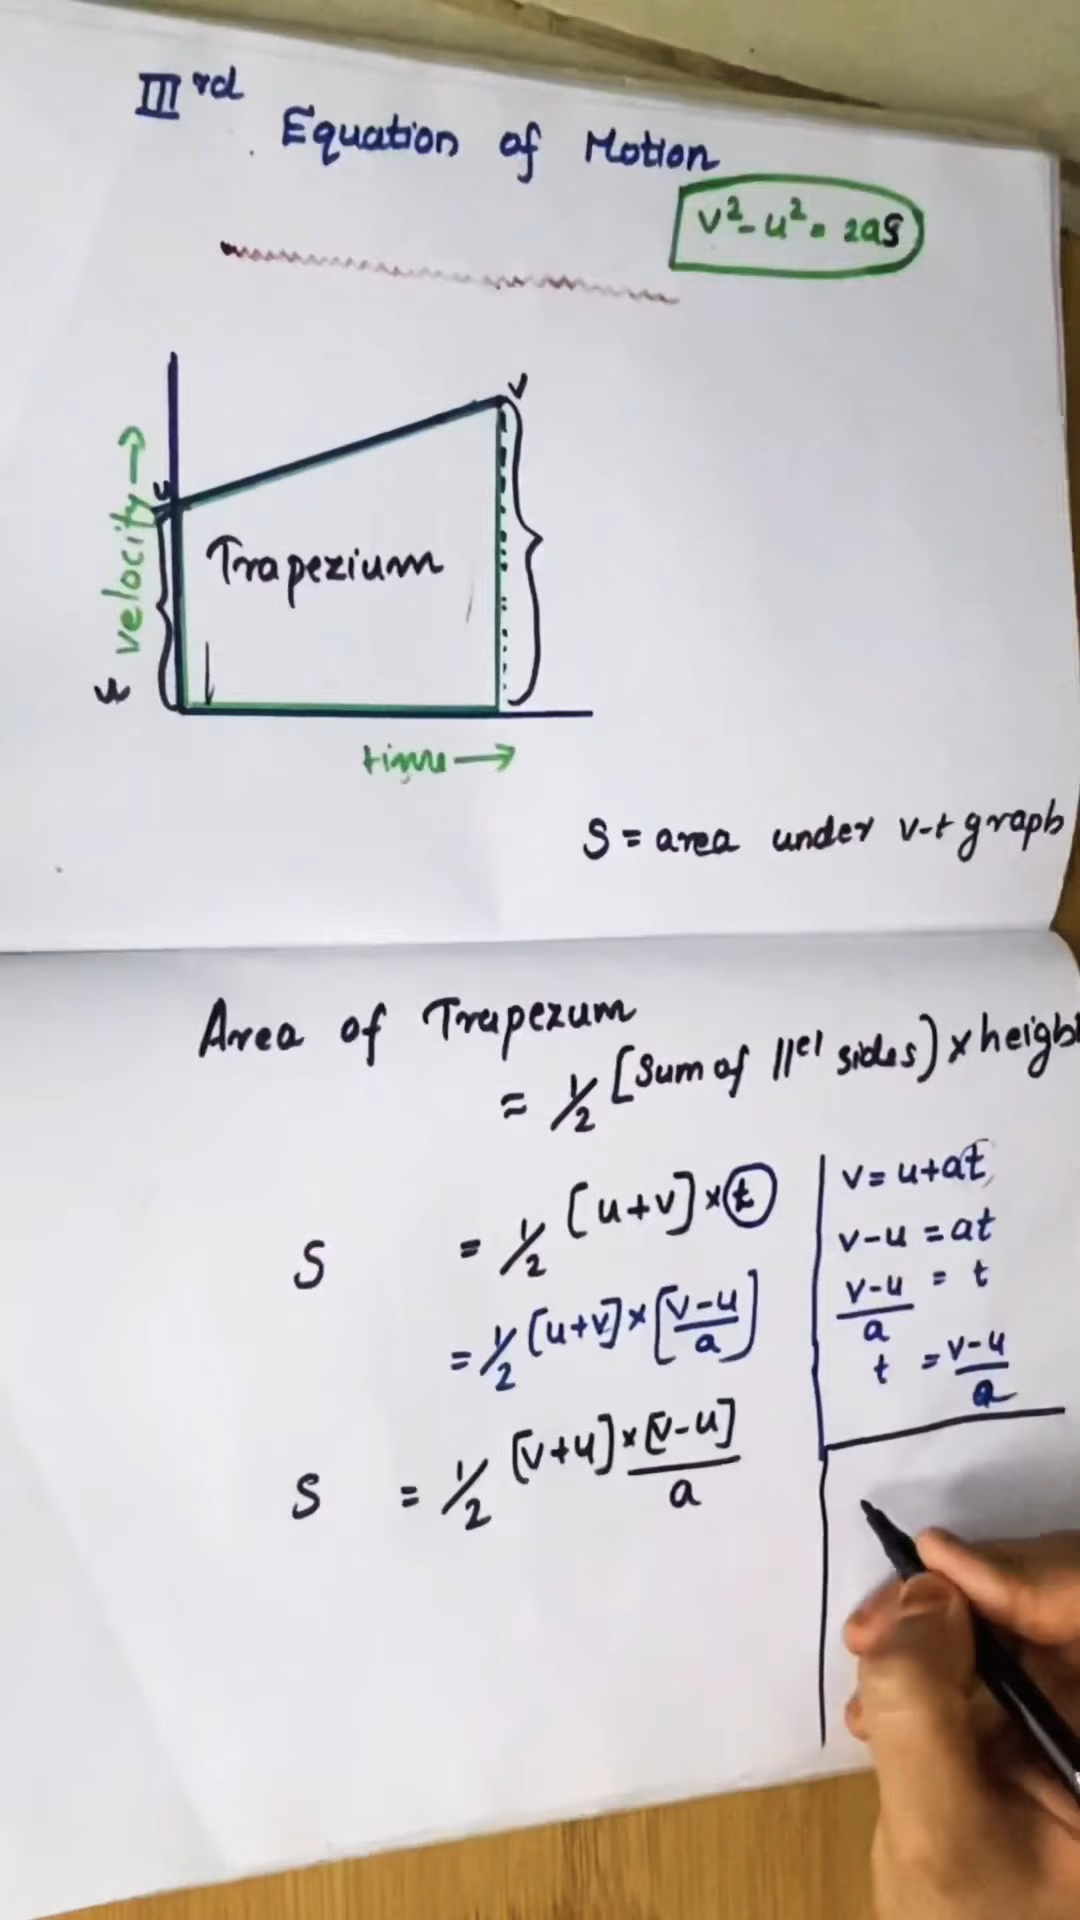 IIIrd
Equation of Motion
v² - u² = 2as
v
u
velocity →
Trapezium
u
time →
S = area under v-t graph
Area of Trapezum
= 1/2 [Sum of ||el sides) × height
S = 1/2 [u+v] × t
= 1/2 [u+v] × [v-u/a]
S = 1/2 [v+u] × [v-u]/a
v = u+at
v-u = at
v-u/a = t
t = v-u/a